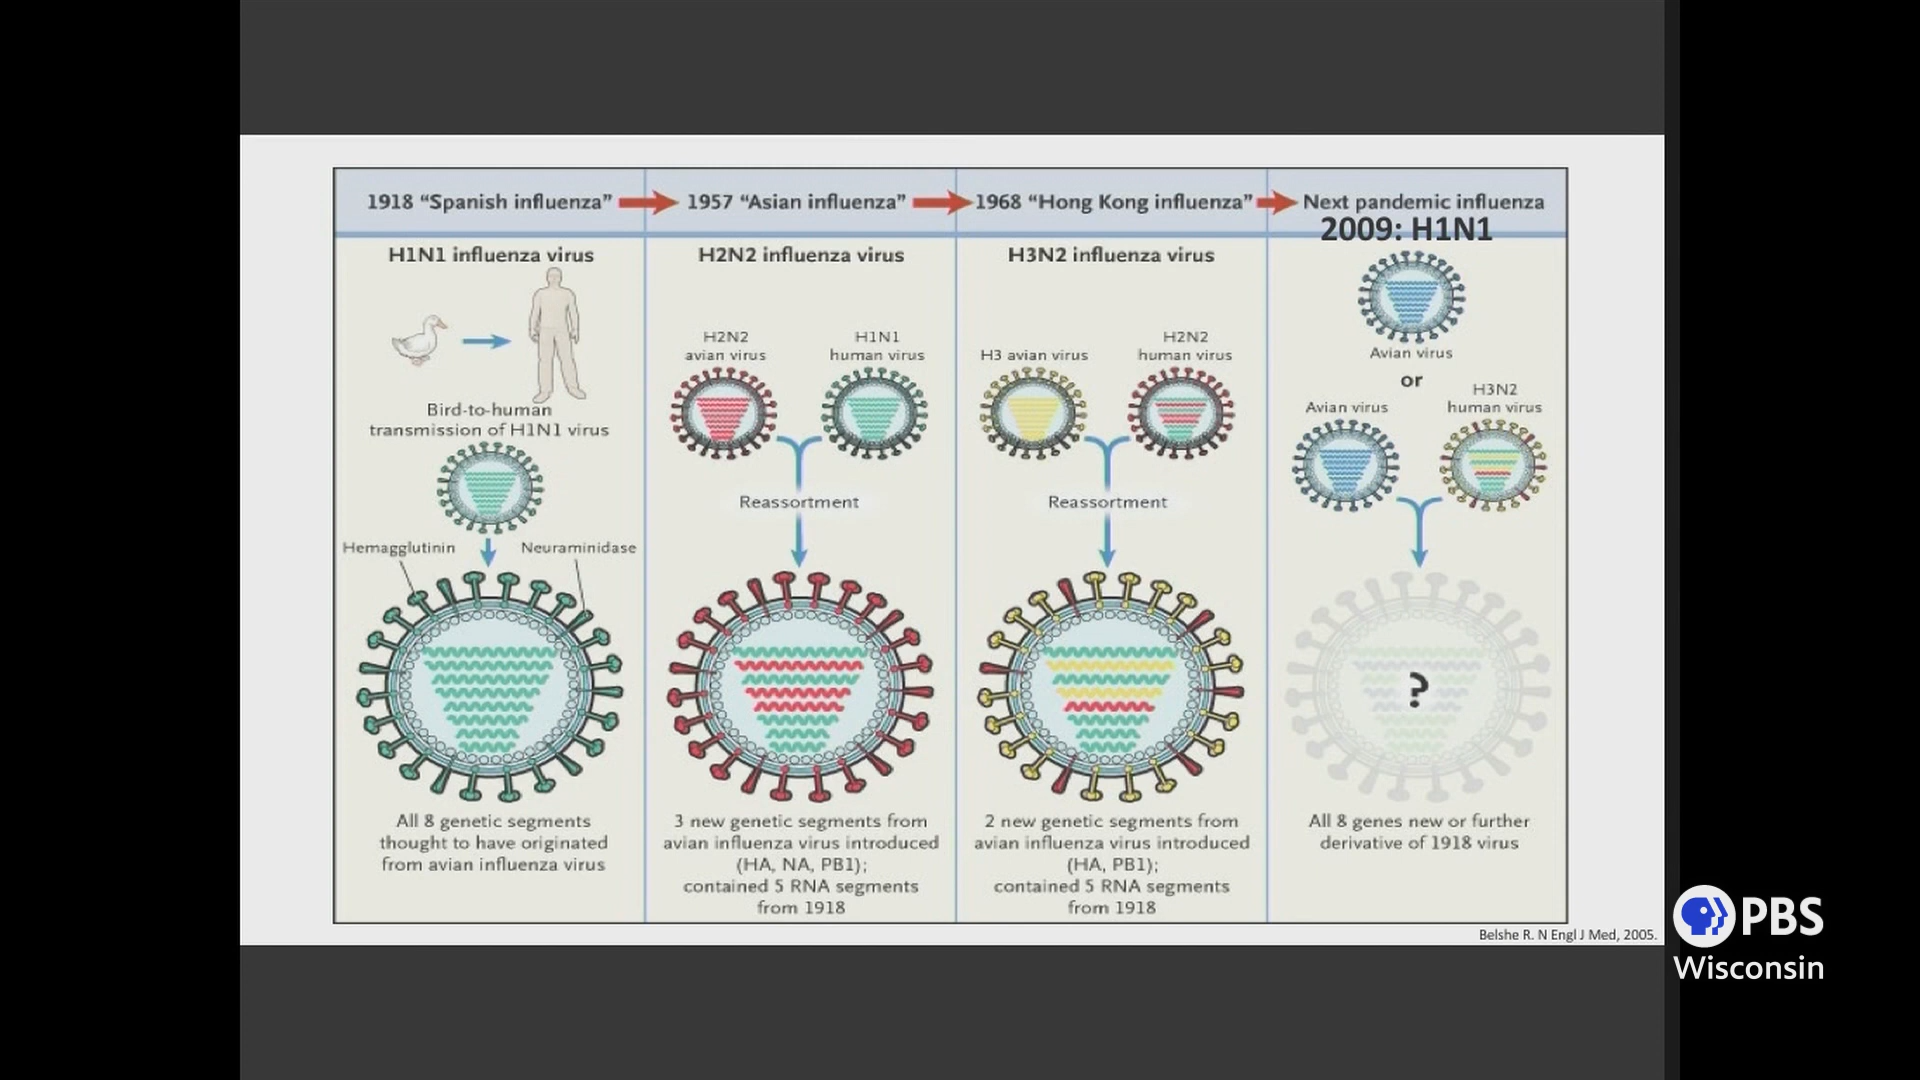 1918 “Spanish influenza”
1957 “Asian influenza”
1968 “Hong Kong influenza”
Next pandemic influenza
2009: H1N1
H1N1 influenza virus
Bird-to-human
transmission of H1N1 virus
Hemagglutinin
Neuraminidase
All 8 genetic segments
thought to have originated
from avian influenza virus
H2N2 influenza virus
H2N2
avian virus
H1N1
human virus
Reassortment
3 new genetic segments from
avian influenza virus introduced
(HA, NA, PB1);
contained 5 RNA segments
from 1918
H3N2 influenza virus
H3 avian virus
H2N2
human virus
Reassortment
2 new genetic segments from
avian influenza virus introduced
(HA, PB1);
contained 5 RNA segments
from 1918
Avian virus
or
Avian virus
H3N2
human virus
?
All 8 genes new or further
derivative of 1918 virus
Belshe R. N Engl J Med, 2005.
PBS
Wisconsin